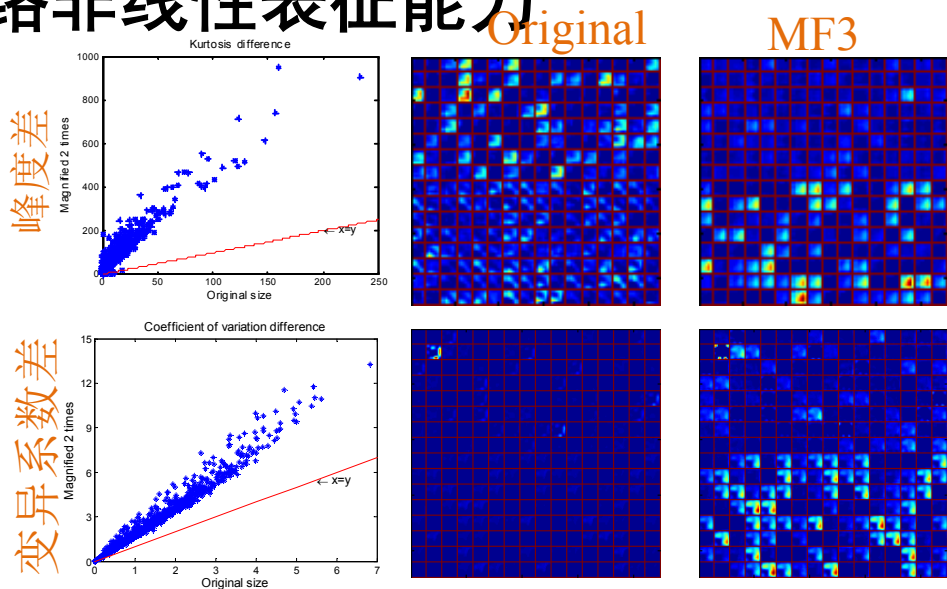 络非线性表征能力
Original
MF3
峰度差
Kurtosis difference
Magnified 2 times
1000
800
600
400
200
0
← x=y
0 50 100 150 200 250
Original size
变异系数差
Coefficient of variation difference
Magnified 2 times
15
12
9
6
3
0
← x=y
0 1 2 3 4 5 6 7
Original size